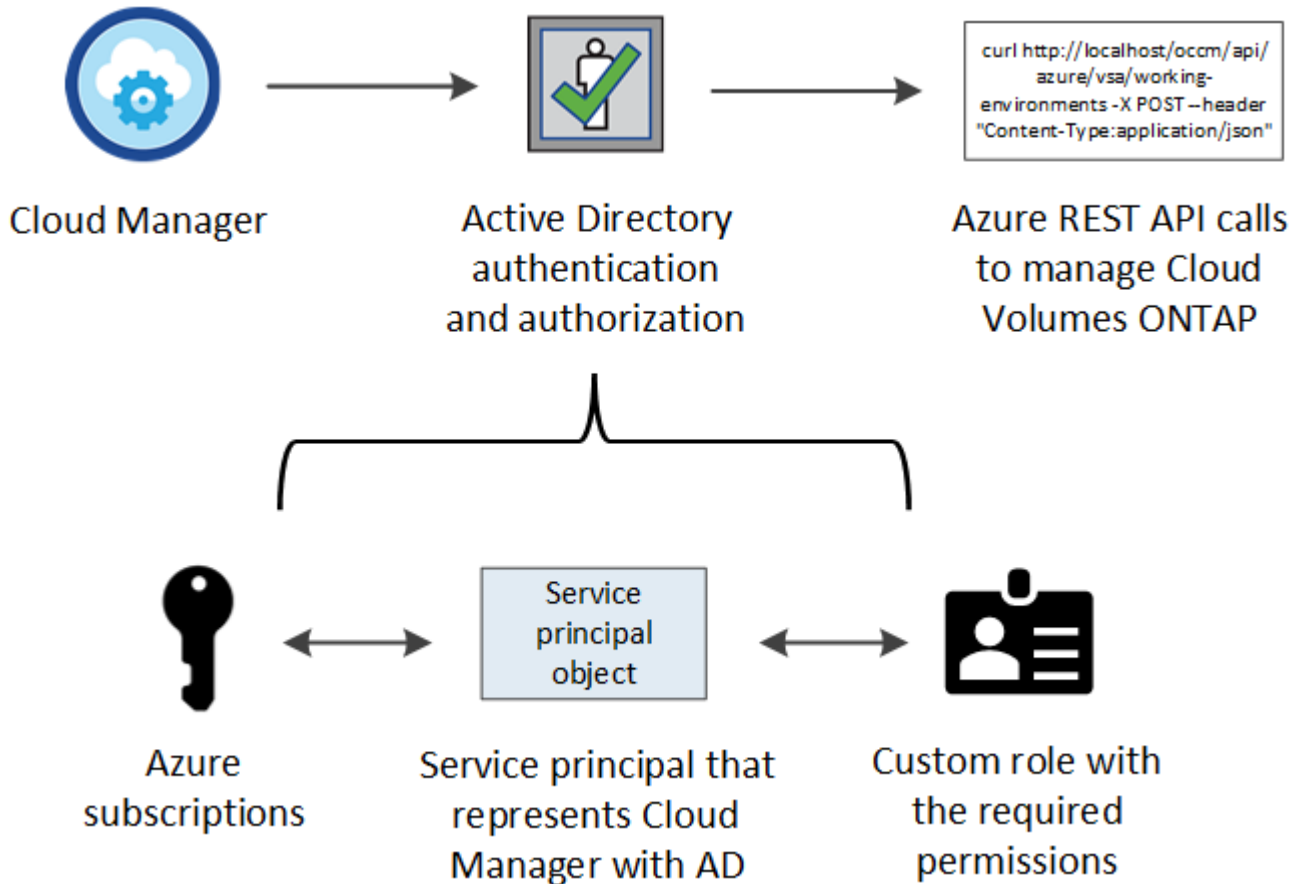 curl http://localhost/occm/api/
azure/vsa/working-
environments -X POST --header
"Content-Type:application/json"
Cloud Manager
Active Directory
authentication
and authorization
Azure REST API calls
to manage Cloud
Volumes ONTAP
Service
principal
object
Azure
subscriptions
Service principal that
represents Cloud
Manager with AD
Custom role with
the required
permissions